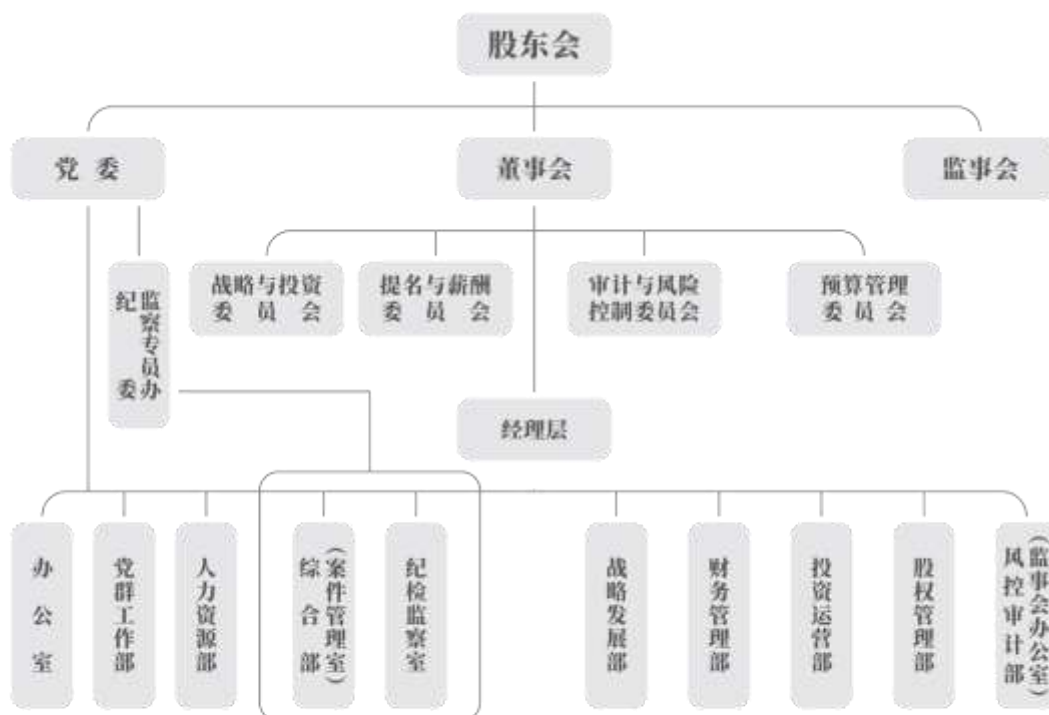 股东会
党 委
董事会
监事会
纪 委
监察专员办
战略与投资
委 员 会
提名与薪酬
委 员 会
审计与风险
控制委员会
预算管理
委 员 会
经理层
办公室
党群工作部
人力资源部
综合部
(案件管理室)
纪检监察室
战略发展部
财务管理部
投资运营部
股权管理部
风控审计部
(监事会办公室)